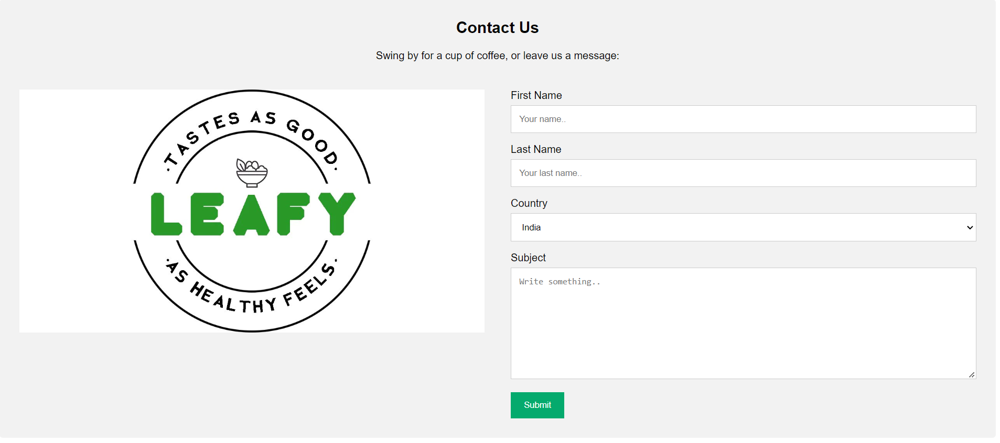 Contact Us
Swing by for a cup of coffee, or leave us a message:
·TASTES AS GOOD·
LEAFY
·AS HEALTHY FEELS·
First Name
Your name..
Last Name
Your last name..
Country
India
Subject
Write something..
Submit